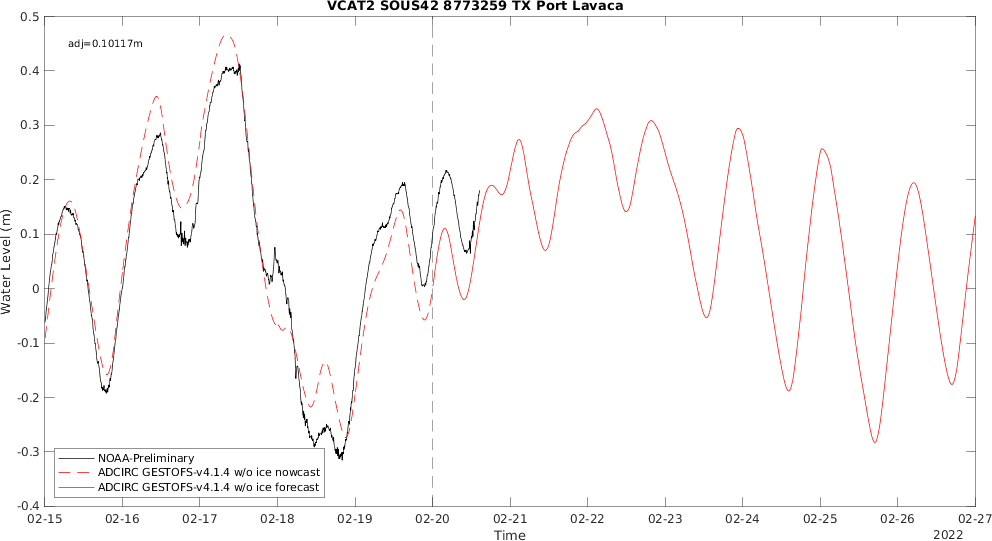 VCAT2 SOUS42 8773259 TX Port Lavaca
adj=0.10117m
0.5
0.4
0.3
0.2
0.1
0
-0.1
-0.2
-0.3
-0.4
Water Level (m)
NOAA-Preliminary
ADCIRC GESTOFS-v4.1.4 w/o ice nowcast
ADCIRC GESTOFS-v4.1.4 w/o ice forecast
02-15 02-16 02-17 02-18 02-19 02-20 02-21 02-22 02-23 02-24 02-25 02-26 02-27
Time
2022